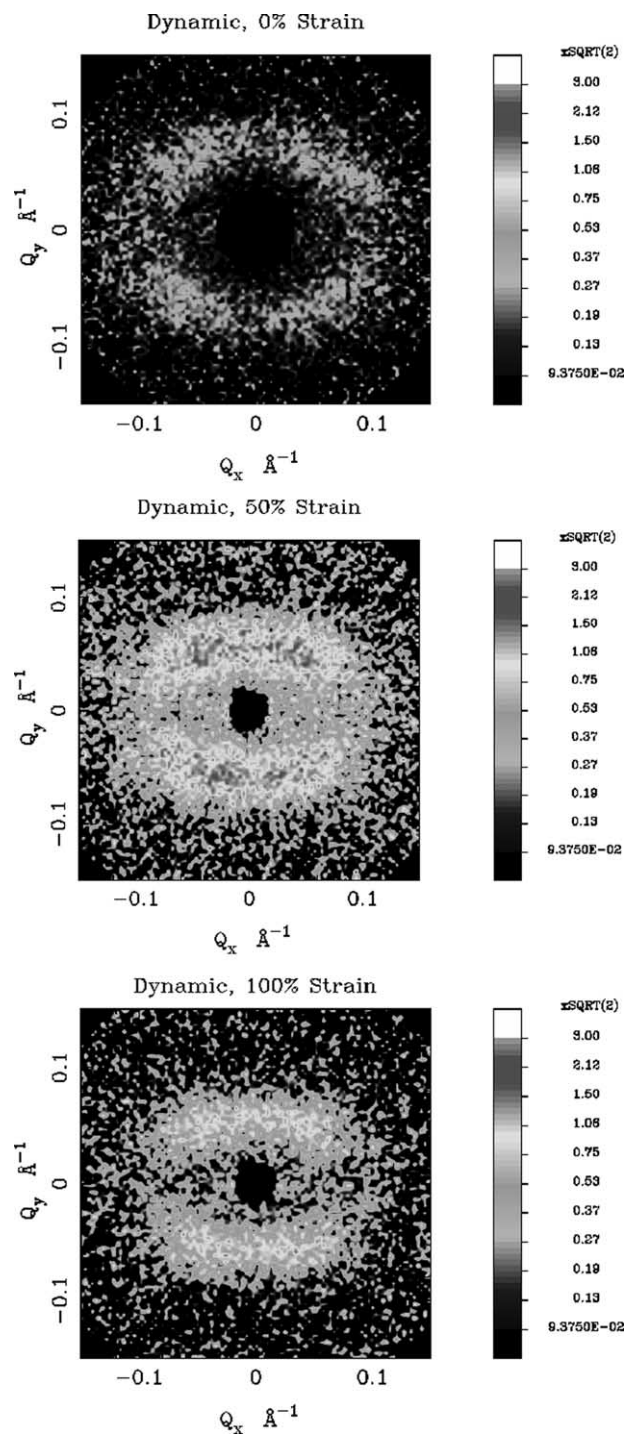 Dynamic, 0% Strain
xSQRT(2)
3.00
2.12
1.50
1.06
0.75
0.53
0.37
0.27
0.19
0.13
9.3750E-02
0.1
0
−0.1
Qy Å−1
−0.1 0 0.1
Qx Å−1
Dynamic, 50% Strain
xSQRT(2)
3.00
2.12
1.50
1.06
0.75
0.53
0.37
0.27
0.19
0.13
9.3750E-02
0.1
0
−0.1
Qy Å−1
−0.1 0 0.1
Qx Å−1
Dynamic, 100% Strain
xSQRT(2)
3.00
2.12
1.50
1.06
0.75
0.53
0.37
0.27
0.19
0.13
9.3750E-02
0.1
0
−0.1
Qy Å−1
−0.1 0 0.1
Qx Å−1